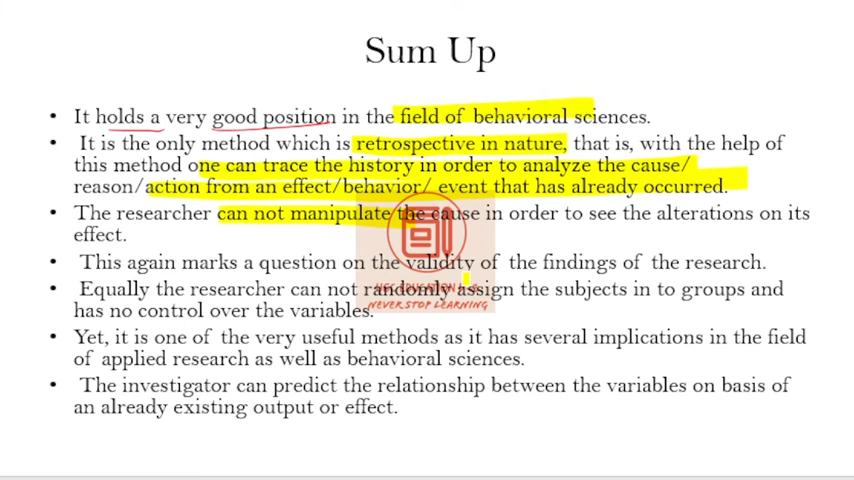 Sum Up
• It holds a very good position in the field of behavioral sciences.
• It is the only method which is retrospective in nature, that is, with the help of
this method one can trace the history in order to analyze the cause/
reason/action from an effect/behavior/ event that has already occurred.
• The researcher can not manipulate the cause in order to see the alterations on its
effect.
• This again marks a question on the validity of the findings of the research.
• Equally the researcher can not randomly assign the subjects in to groups and
has no control over the variables.
NEVER STOP LEARNING
• Yet, it is one of the very useful methods as it has several implications in the field
of applied research as well as behavioral sciences.
• The investigator can predict the relationship between the variables on basis of
an already existing output or effect.